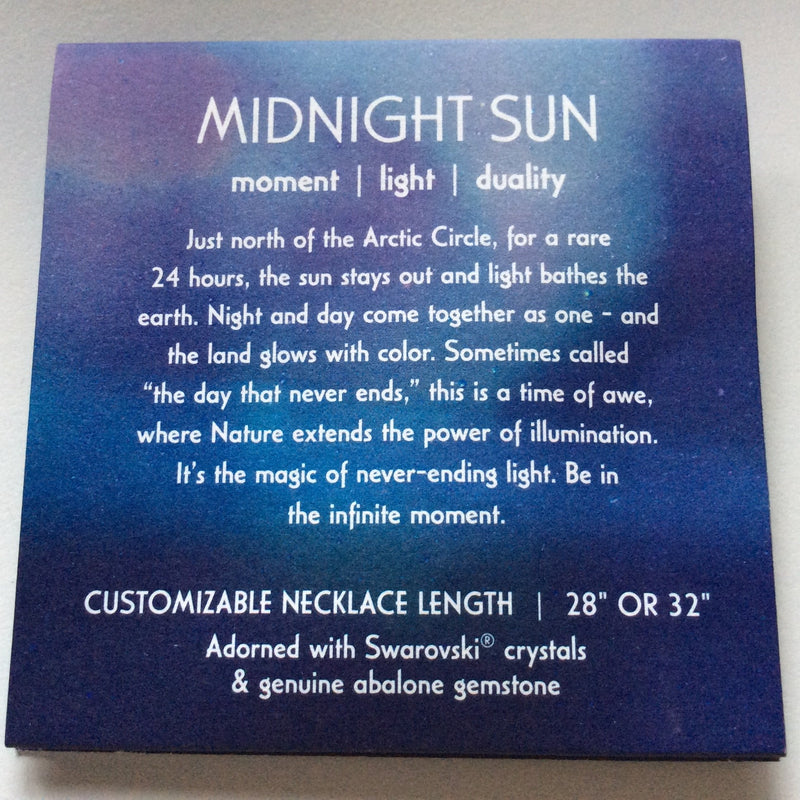 MIDNIGHT SUN
moment | light | duality
Just north of the Arctic Circle, for a rare
24 hours, the sun stays out and light bathes the
earth. Night and day come together as one – and
the land glows with color. Sometimes called
“the day that never ends,” this is a time of awe,
where Nature extends the power of illumination.
It’s the magic of never-ending light. Be in
the infinite moment.
CUSTOMIZABLE NECKLACE LENGTH | 28" OR 32"
Adorned with Swarovski® crystals
& genuine abalone gemstone